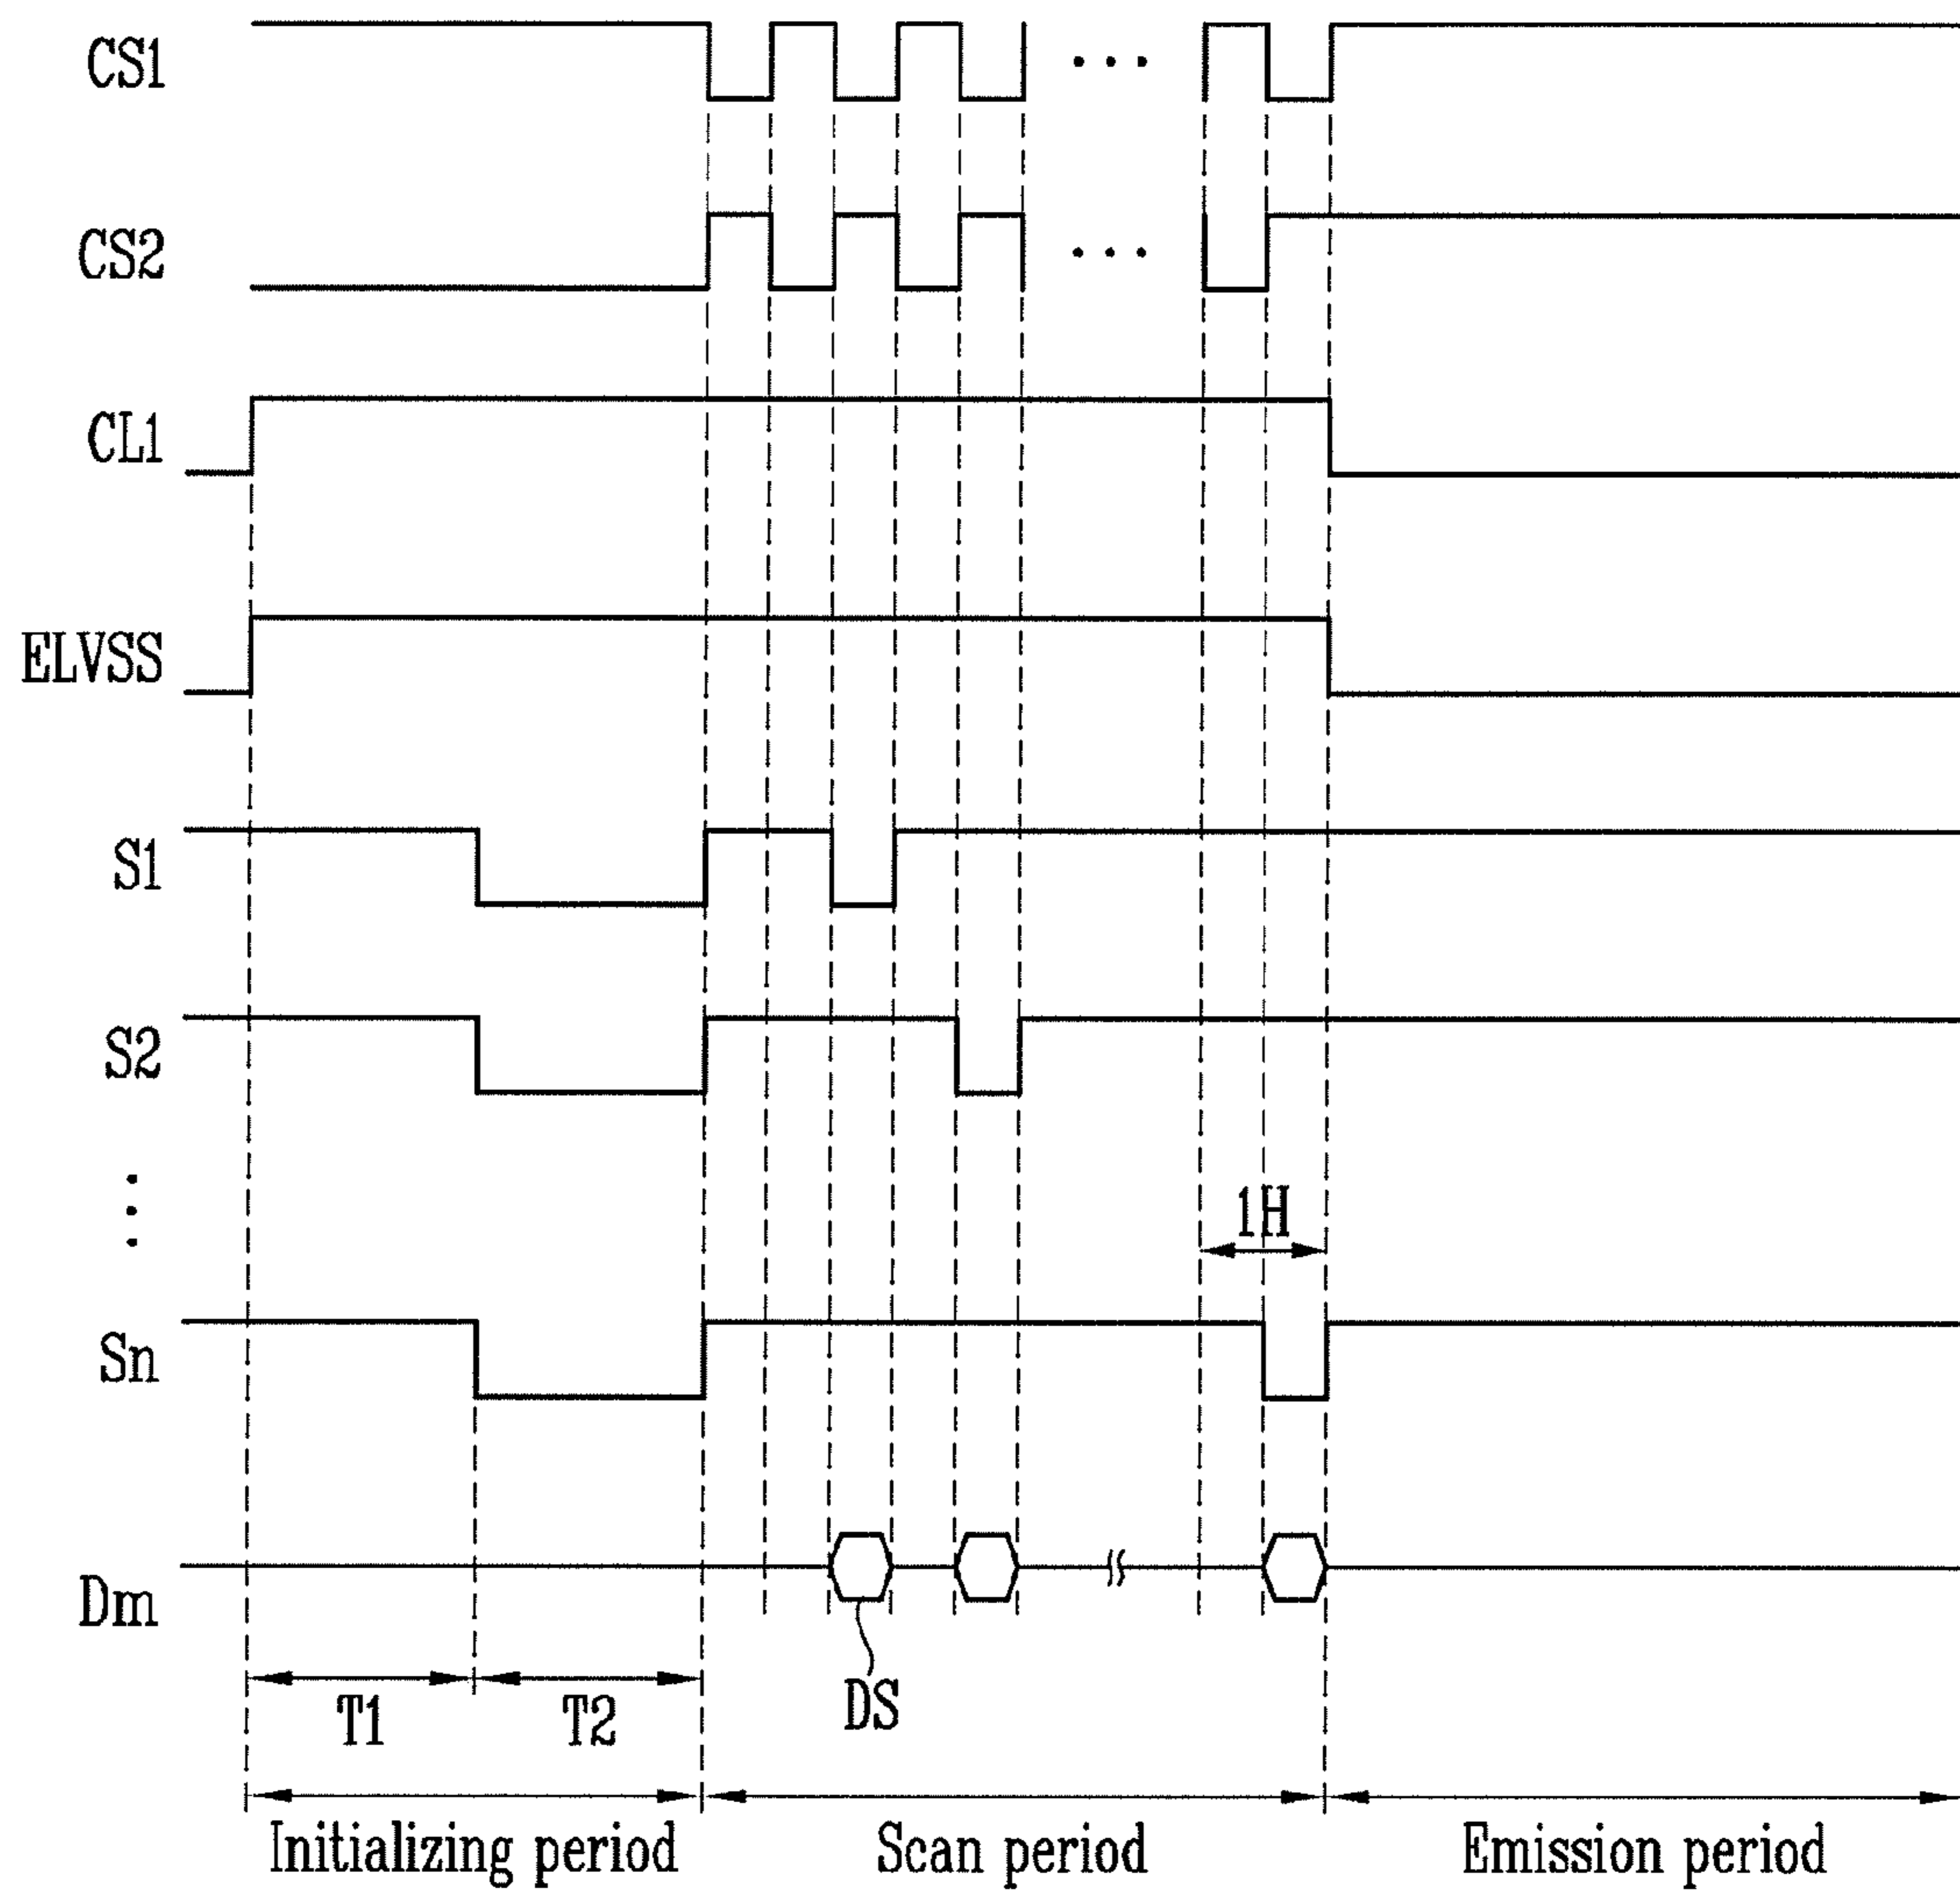 CS1
CS2
CL1
ELVSS
S1
S2
1H
Sn
Dm
DS
T1 T2
Initializing period Scan period Emission period